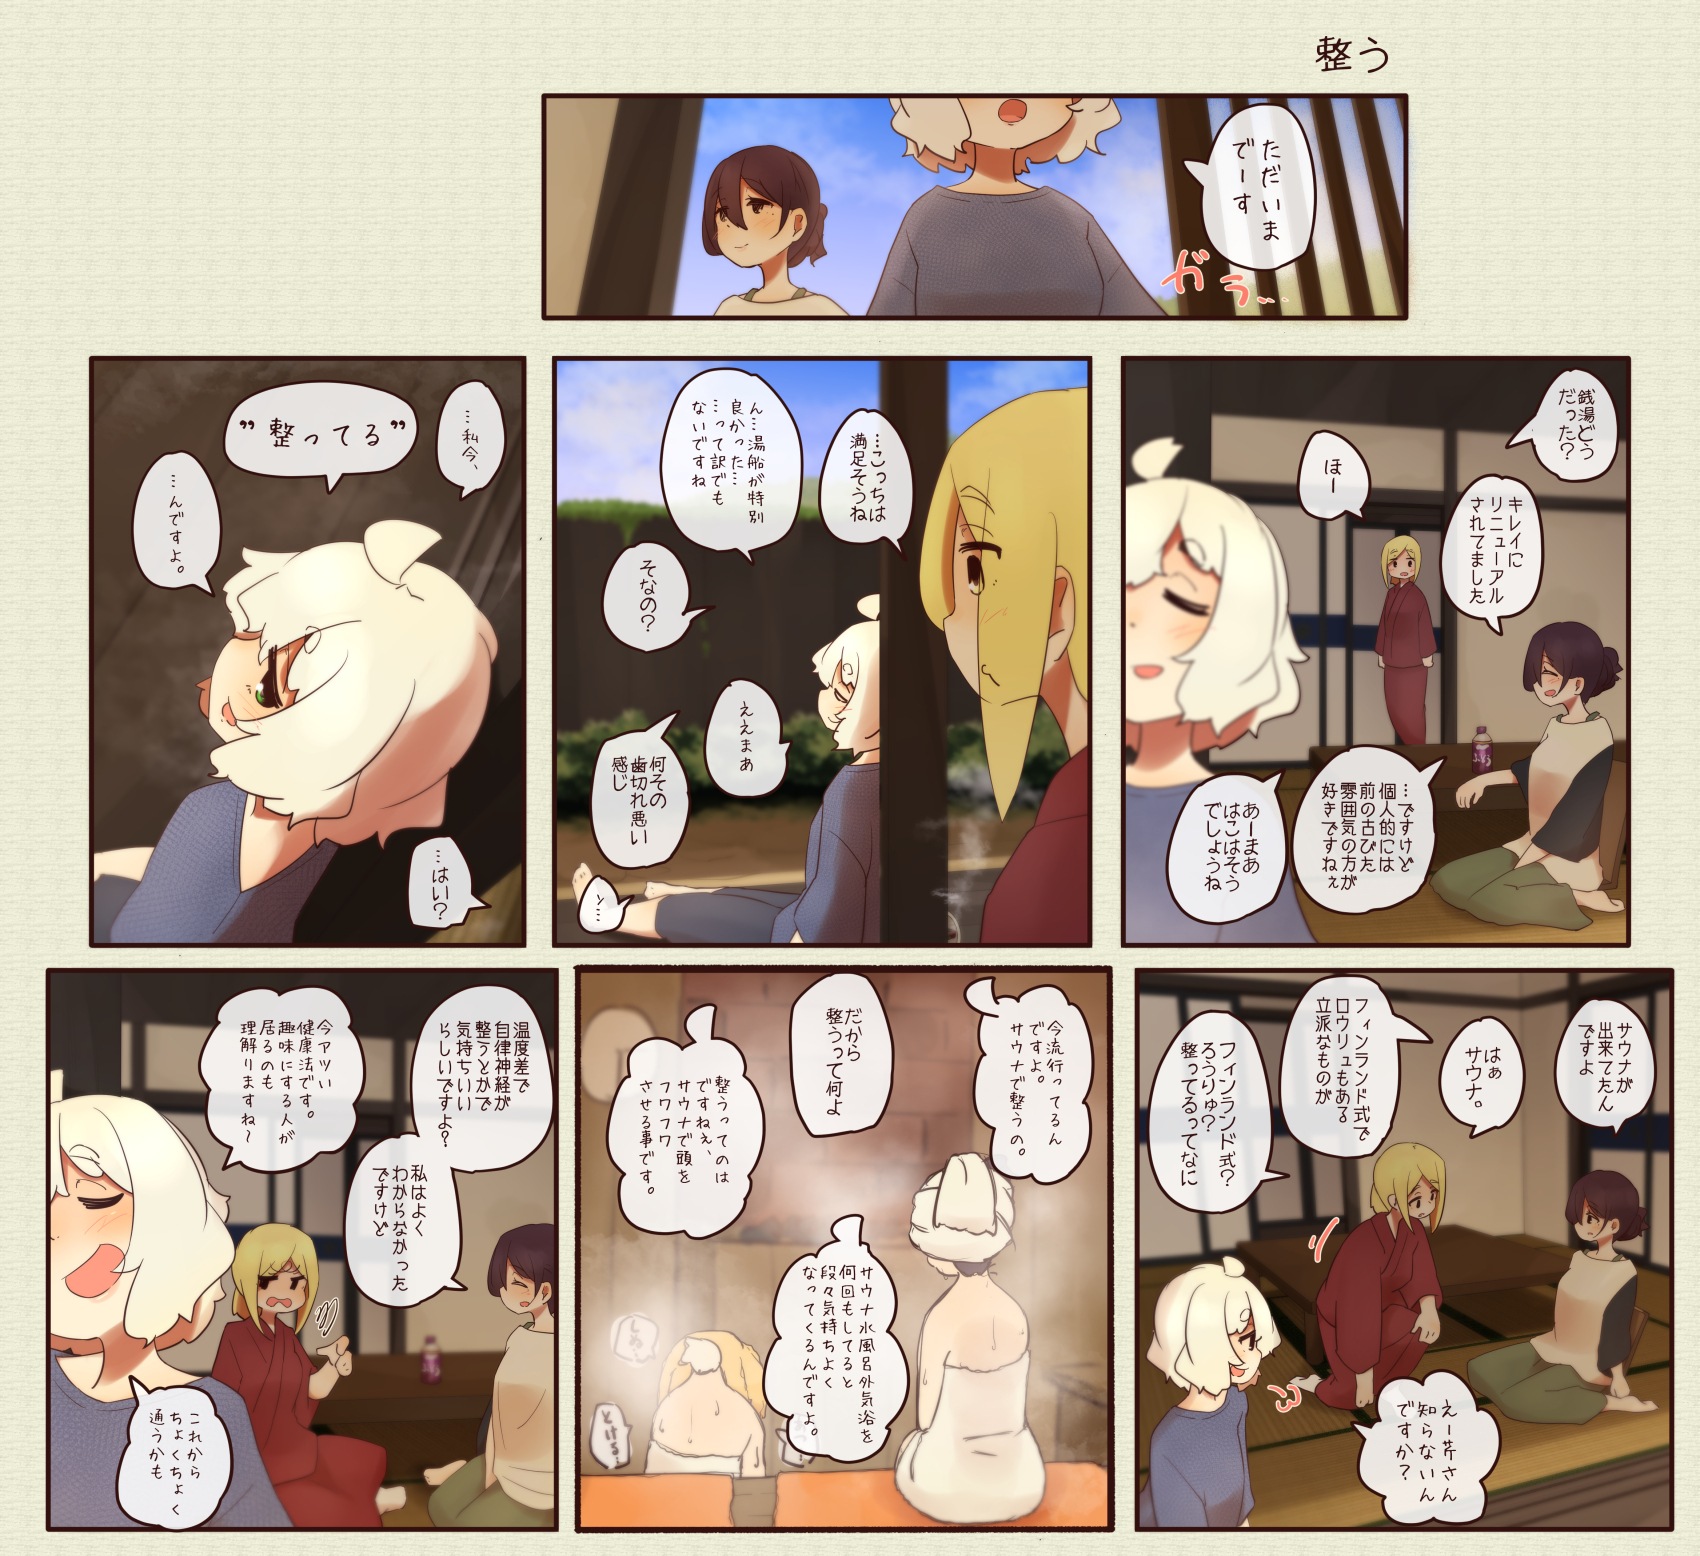 整う
ただいま
でーす
ガラ…
銭湯どう
だった?
キレイに
リニューアル
されてました
ほー
…ですけど
個人的には
前の古びた
雰囲気の方が
好きですねぇ
あーまあ
はこはそう
でしょうね
…こっちは
満足そうね
ん…湯船が特別
良かった…
…って訳でも
ないですね
そなの?
ええまぁ
何その
歯切れ悪い
感じ
ン…
…私今、
”整ってる”
…んですよ。
…はい?
サウナが
出来てたん
ですよ
はぁ
サウナ。
フィンランド式で
ロウリュもある
立派なものが
フィンランド式?
ろうりゅ?
整ってるってなに
えー芹さん
知らないん
ですか?
今流行ってるん
ですよ。
サウナで整うの。
だから
整うって何よ
整うってのは
ですねえ、
サウナで頭を
フワフワ
させる事です。
サウナ水風呂外気浴を
何回もしてると
段々気持ちよく
なってくるんですよ。
しぬ…
とける…
温度差で
自律神経が
整うとかで
気持ちいい
らしいですよ?
私はよく
わからなかった
ですけど
今アツい
健康法です。
趣味にする人が
居るのも
理解りますね~
これから
ちょくちょく
通うかも